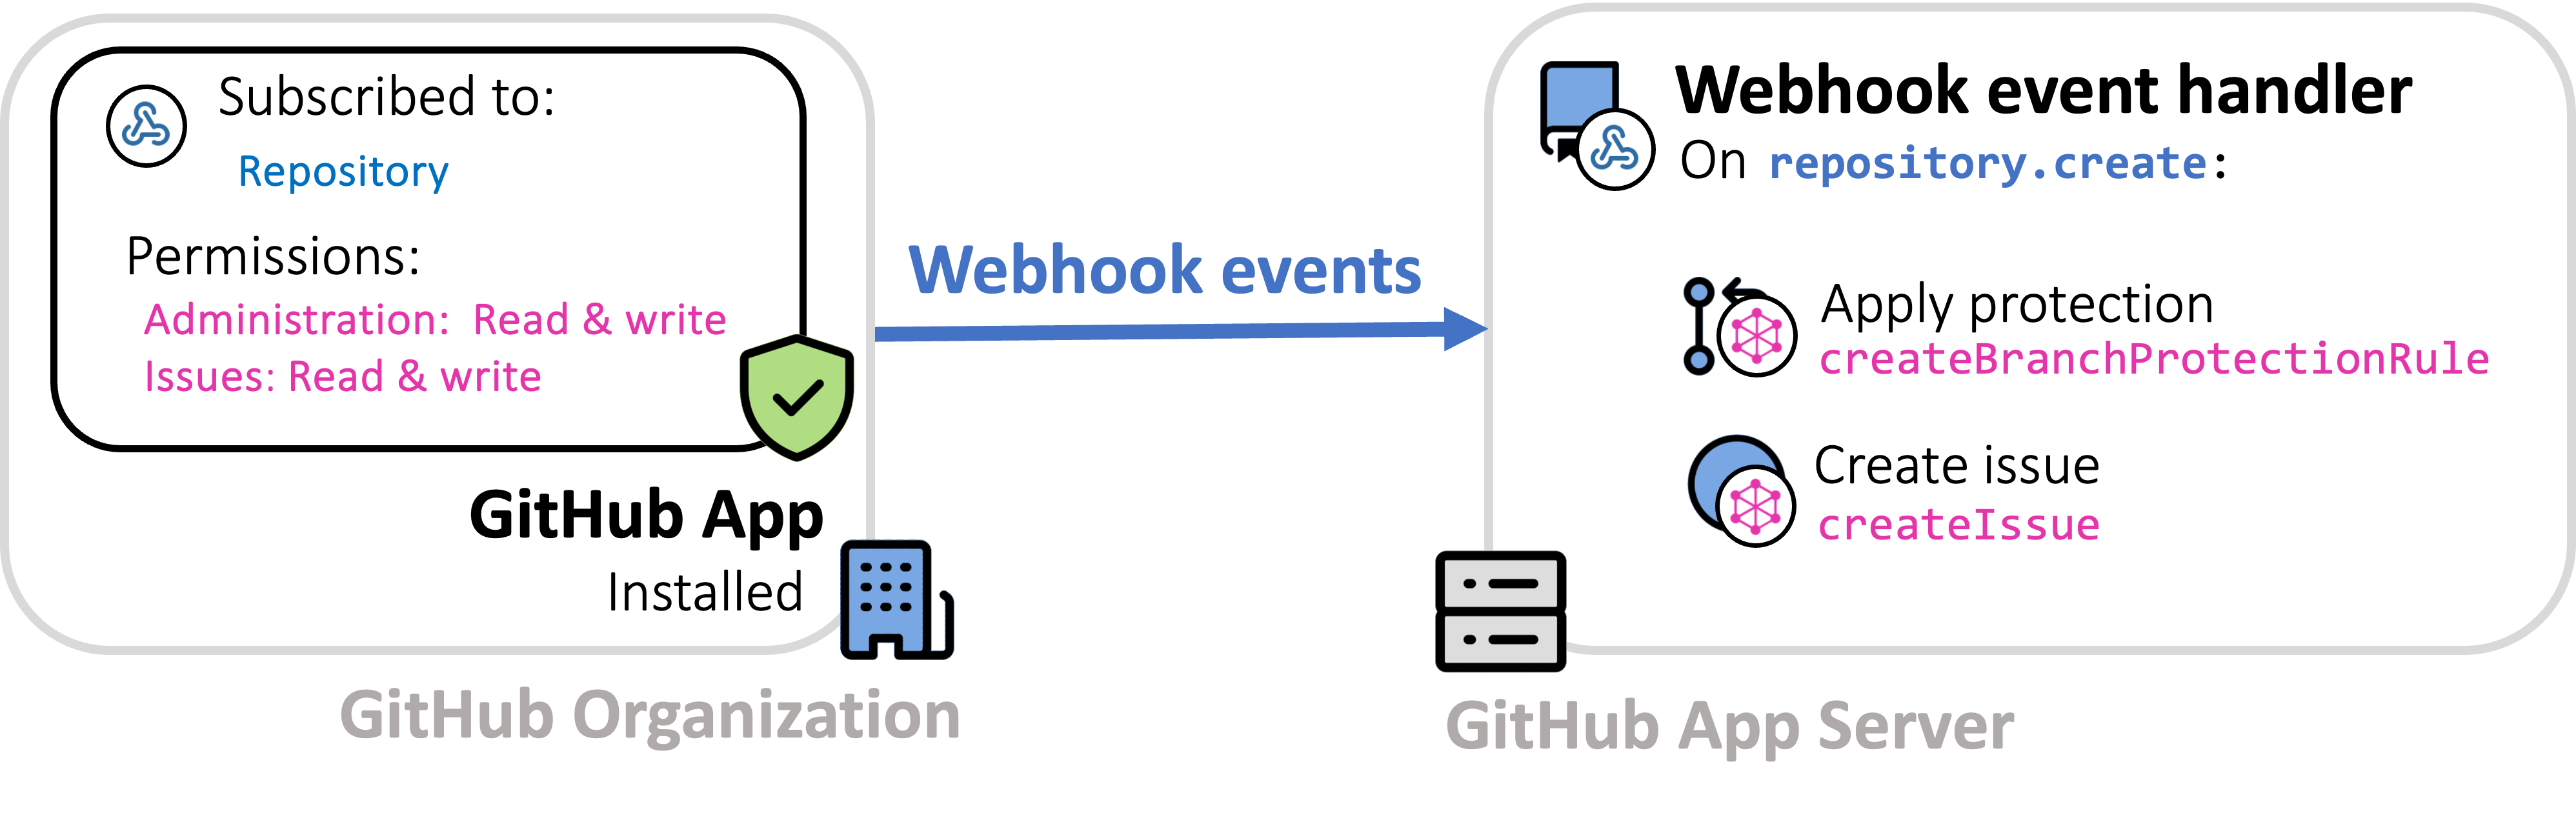 Subscribed to:
Repository
Permissions:
Administration: Read & write
Issues: Read & write
GitHub App
Installed
GitHub Organization
Webhook events
Webhook event handler
On repository.create:
Apply protection
createBranchProtectionRule
Create issue
createIssue
GitHub App Server